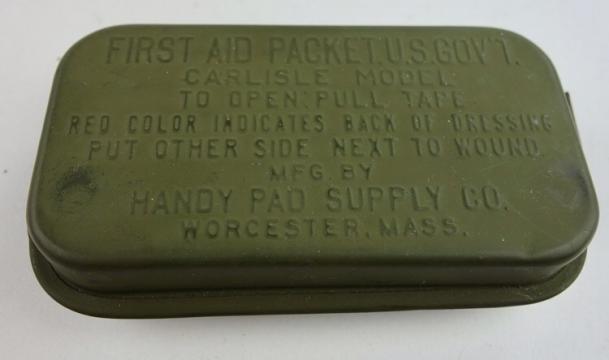 FIRST AID PACKET. U.S. GOV'T.
CARLISLE MODEL
TO OPEN: PULL TAPE
RED COLOR INDICATES BACK OF DRESSING
PUT OTHER SIDE NEXT TO WOUND
MFG. BY
HANDY PAD SUPPLY CO.
WORCESTER, MASS.